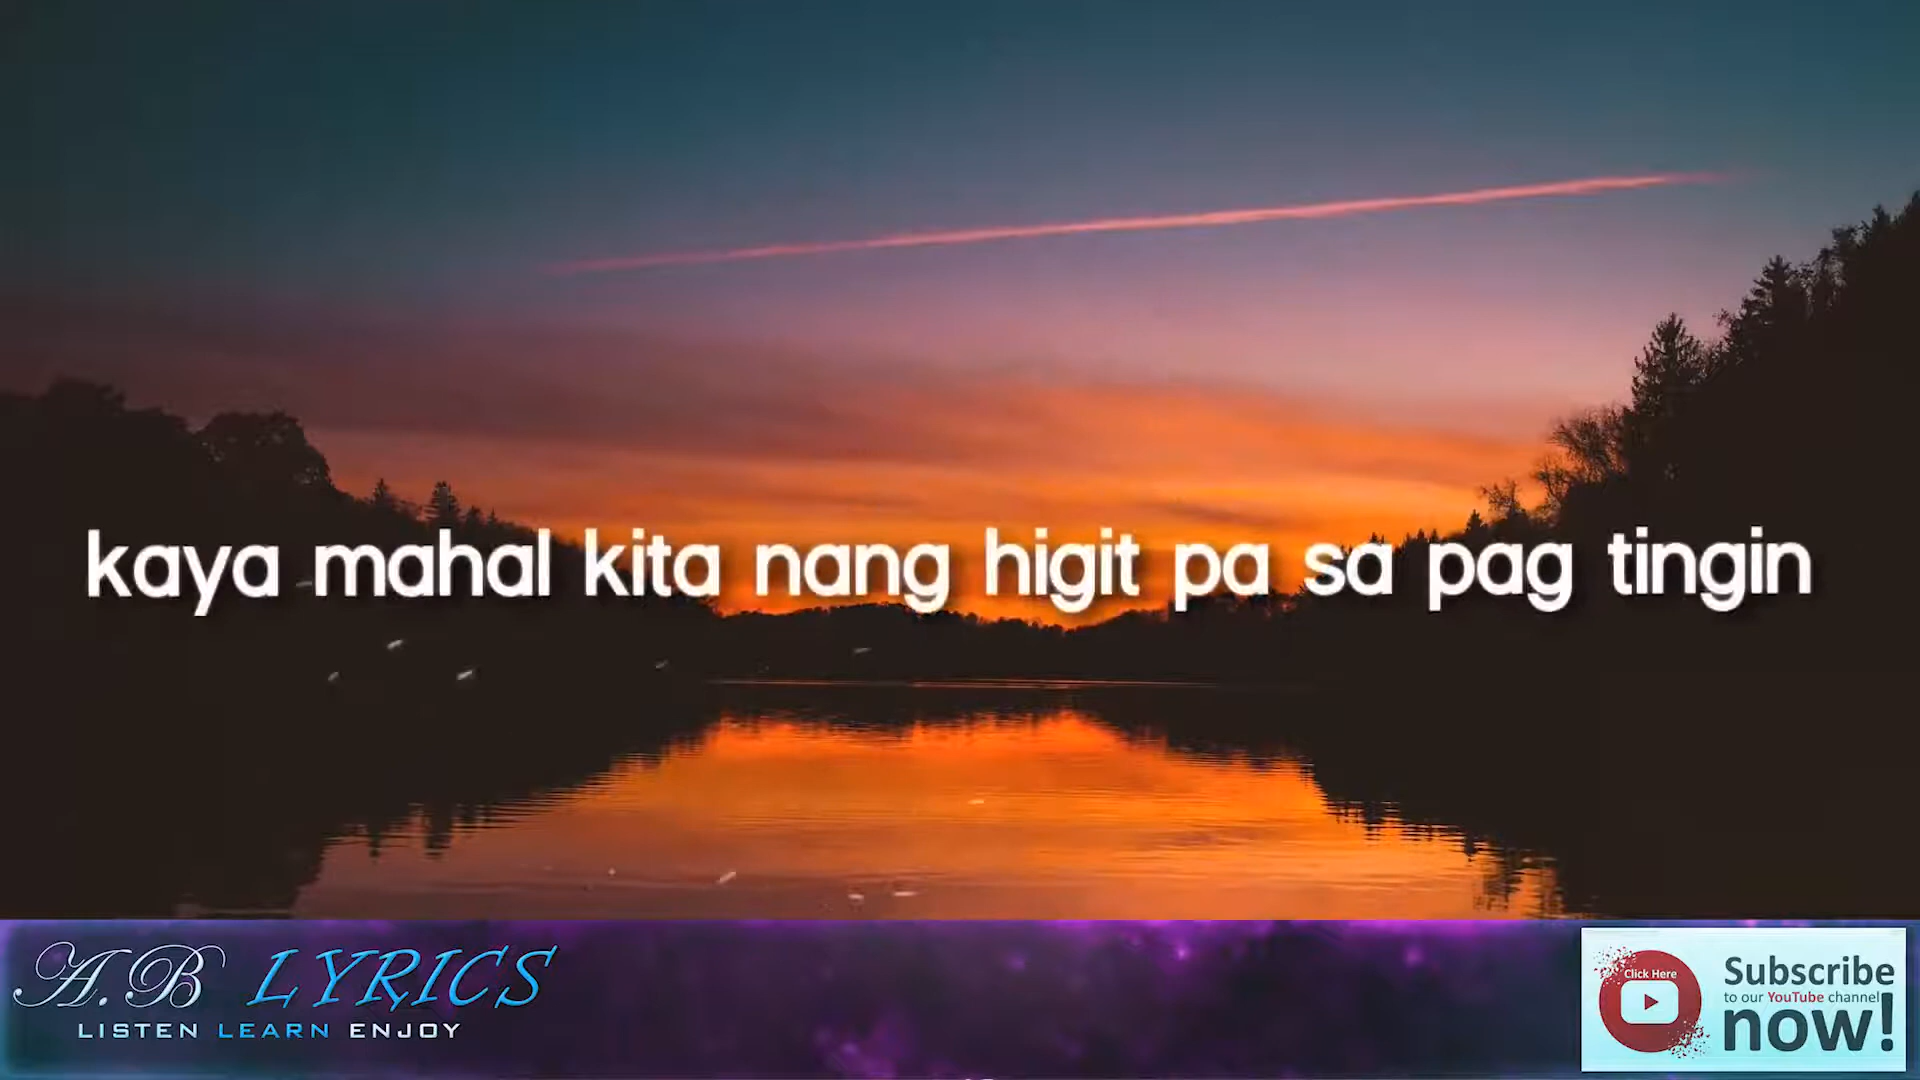 kaya mahal kita nang higit pa sa pag tingin
A.B LYRICS
LISTEN LEARN ENJOY
Click Here
Subscribe
to our YouTube channel
now!